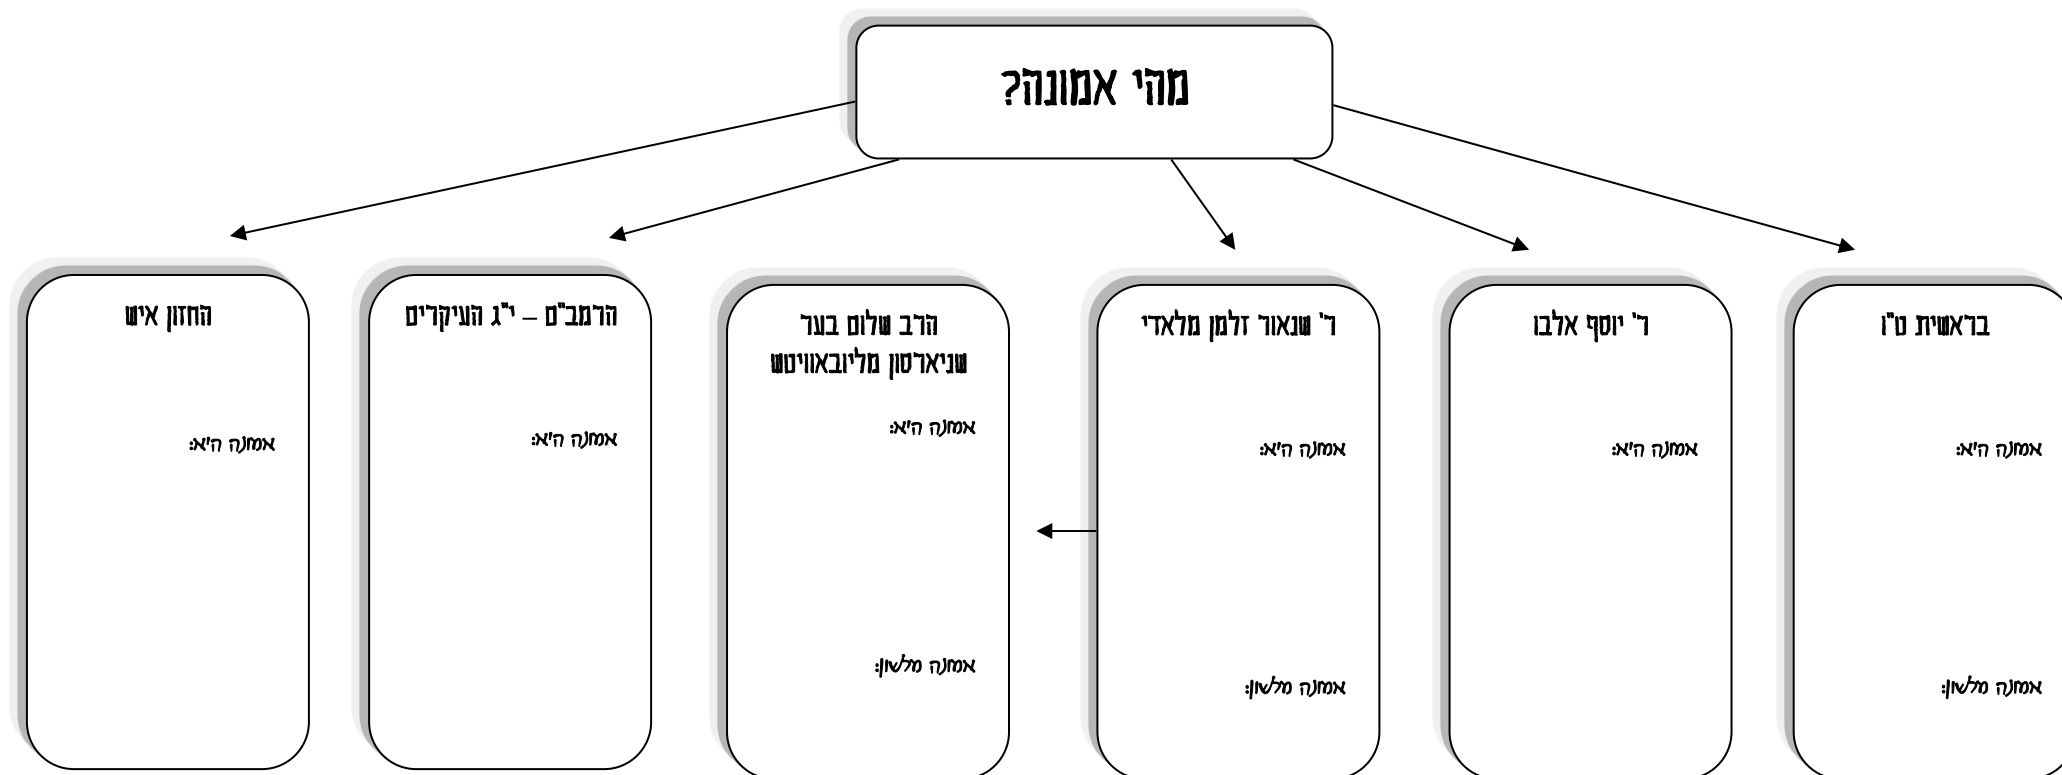 מהי אמונה?
בראשית ט"ו
אמונה היא:
אמונה מלשון:
ר' יוסף אלבו
אמונה היא:
ר' שנאור זלמן מלאדי
אמונה היא:
אמונה מלשון:
הרב שלום בער
שניארסון מליובאוויטש
אמונה היא:
אמונה מלשון:
הרמב"ם – י"ג העיקרים
אמונה היא:
החזון איש
אמונה היא: